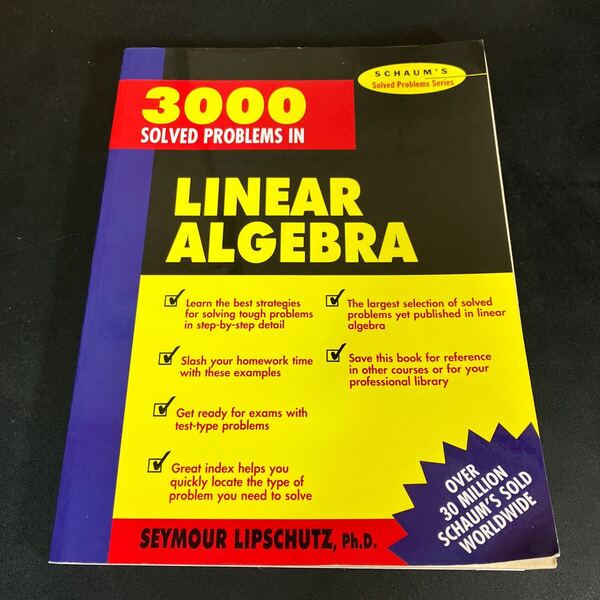 SCHAUM'S
Solved Problems Series
3000
SOLVED PROBLEMS IN
LINEAR
ALGEBRA
Learn the best strategies
for solving tough problems
in step-by-step detail
Slash your homework time
with these examples
Get ready for exams with
test-type problems
Great index helps you
quickly locate the type of
problem you need to solve
The largest selection of solved
problems yet published in linear
algebra
Save this book for reference
in other courses or for your
professional library
OVER
30 MILLION
SCHAUM'S SOLD
WORLDWIDE
SEYMOUR LIPSCHUTZ, Ph.D.